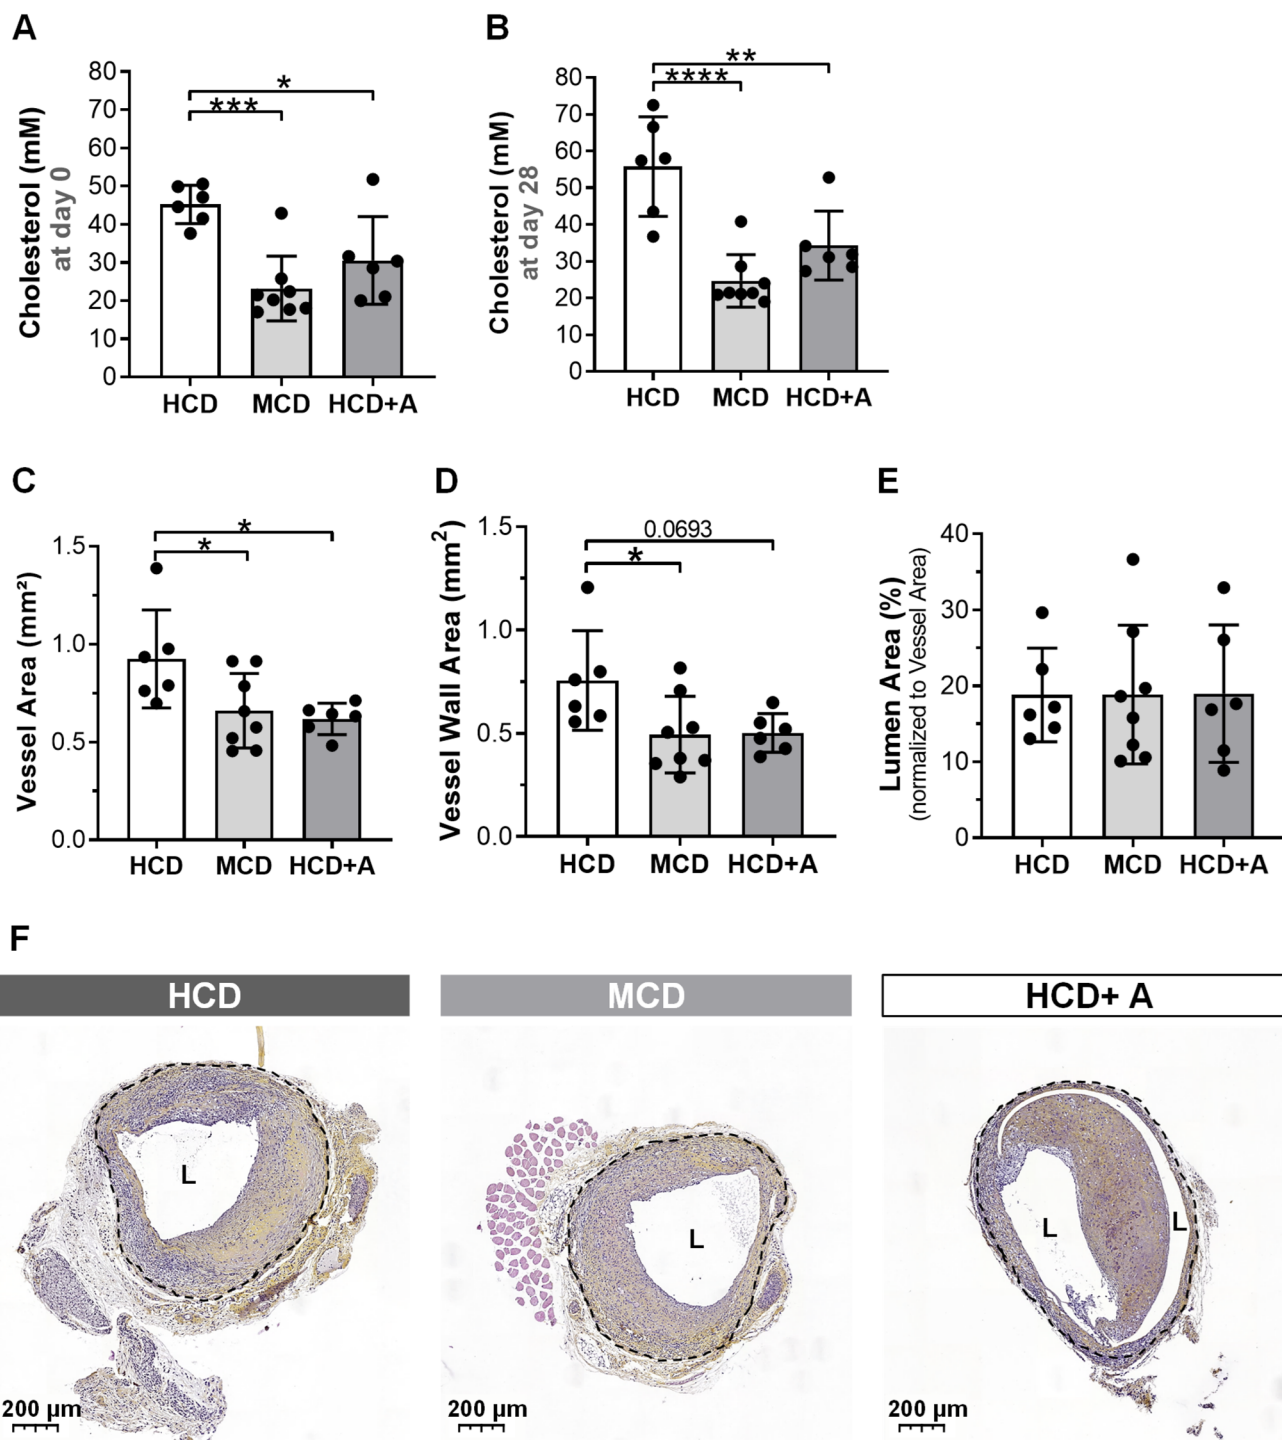 A
Cholesterol (mM)
at day 0
80
70
60
50
40
30
20
10
0
*
***
HCD MCD HCD+A
B
Cholesterol (mM)
at day 28
80
70
60
50
40
30
20
10
0
**
****
HCD MCD HCD+A
C
Vessel Area (mm²)
1.5
1.0
0.5
0.0
*
*
HCD MCD HCD+A
D
Vessel Wall Area (mm²)
1.5
1.0
0.5
0.0
0.0693
*
HCD MCD HCD+A
E
Lumen Area (%)
(normalized to Vessel Area)
40
30
20
10
0
HCD MCD HCD+A
F
HCD
MCD
HCD+ A
L
L
L
L
200 µm
200 µm
200 µm